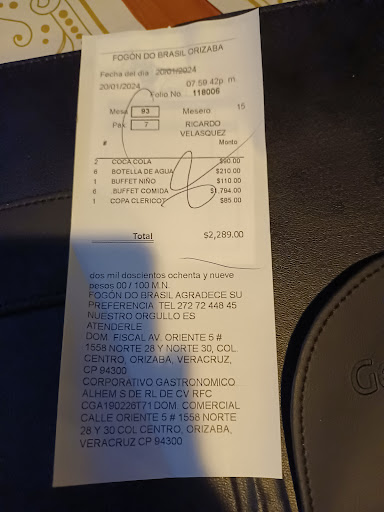 FOGON DO BRASIL ORIZABA
Fecha del dia 20/01/2024
20/01/2024 07:59:42p. m.
Folio No. 118006
Mesa 93 Mesero 15
Pax 7 RICARDO
VELASQUEZ
# Monto
2 COCA COLA $90.00
6 BOTELLA DE AGUA $210.00
1 BUFFET NIÑO $110.00
6 BUFFET COMIDA $1,794.00
1 COPA CLERICOT $85.00
Total $2,289.00
dos mil doscientos ochenta y nueve
pesos 00 / 100 M.N.
FOGON DO BRASIL AGRADECE SU
PREFERENCIA TEL 272 72 448 45
NUESTRO ORGULLO ES
ATENDERLE
DOM. FISCAL AV. ORIENTE 5 #
1558 NORTE 28 Y NORTE 30, COL.
CENTRO, ORIZABA, VERACRUZ,
CP 94300
CORPORATIVO GASTRONOMICO
ALHEM S DE RL DE CV RFC
CGA190226T71 DOM. COMERCIAL
CALLE ORIENTE 5 # 1558 NORTE
28 Y 30 COL CENTRO, ORIZABA,
VERACRUZ CP 94300